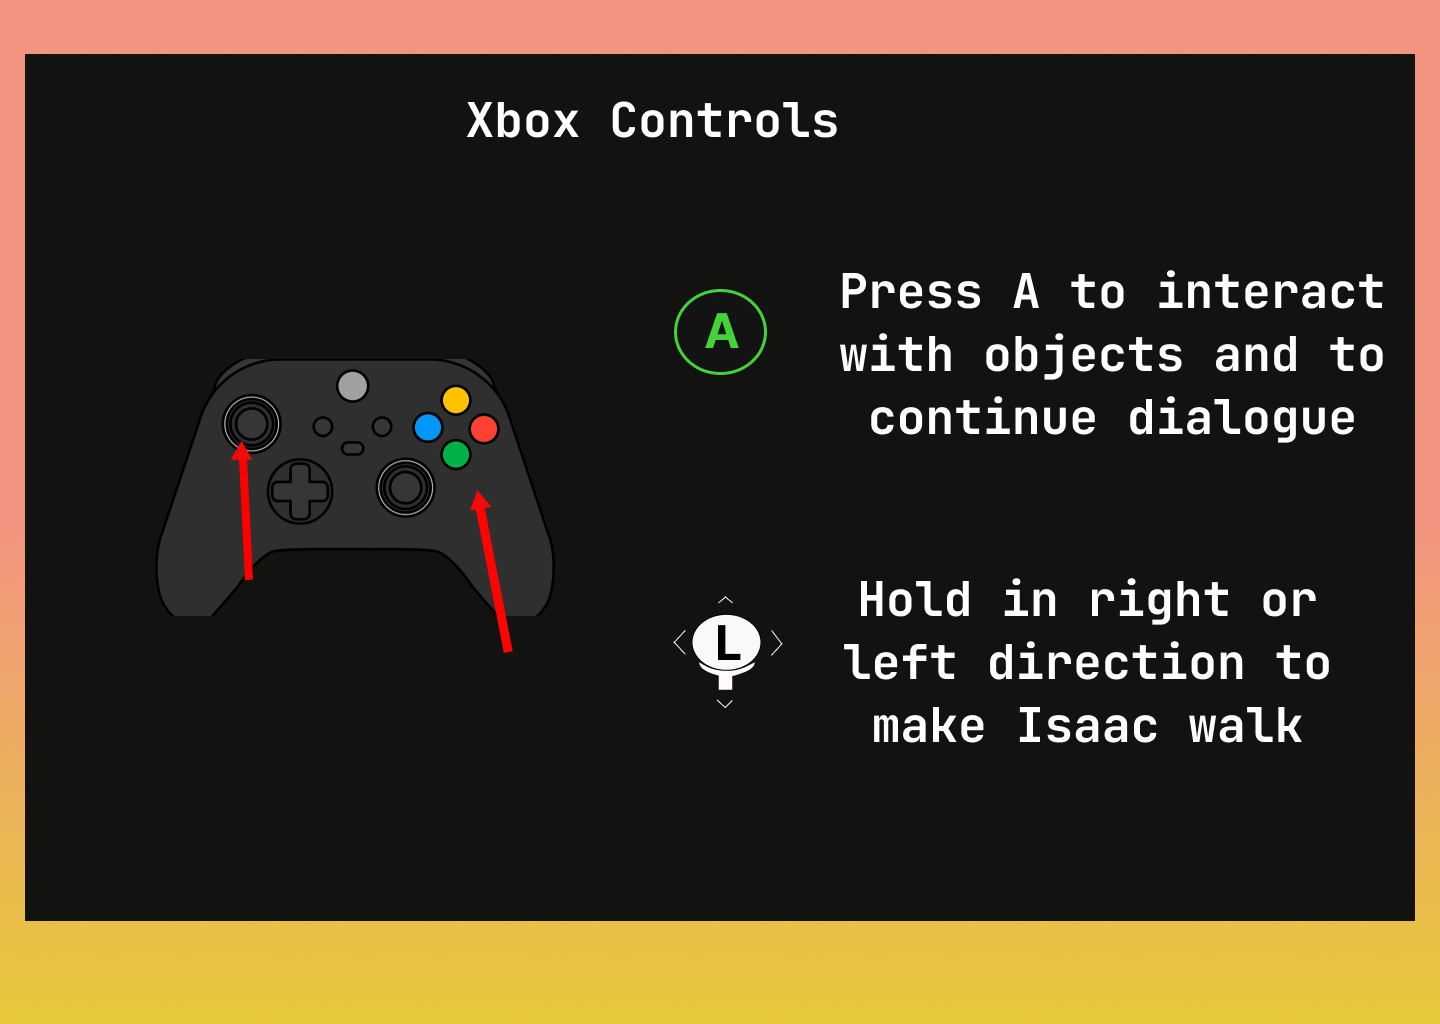 Xbox Controls
A
Press A to interact
with objects and to
continue dialogue
L
Hold in right or
left direction to
make Isaac walk